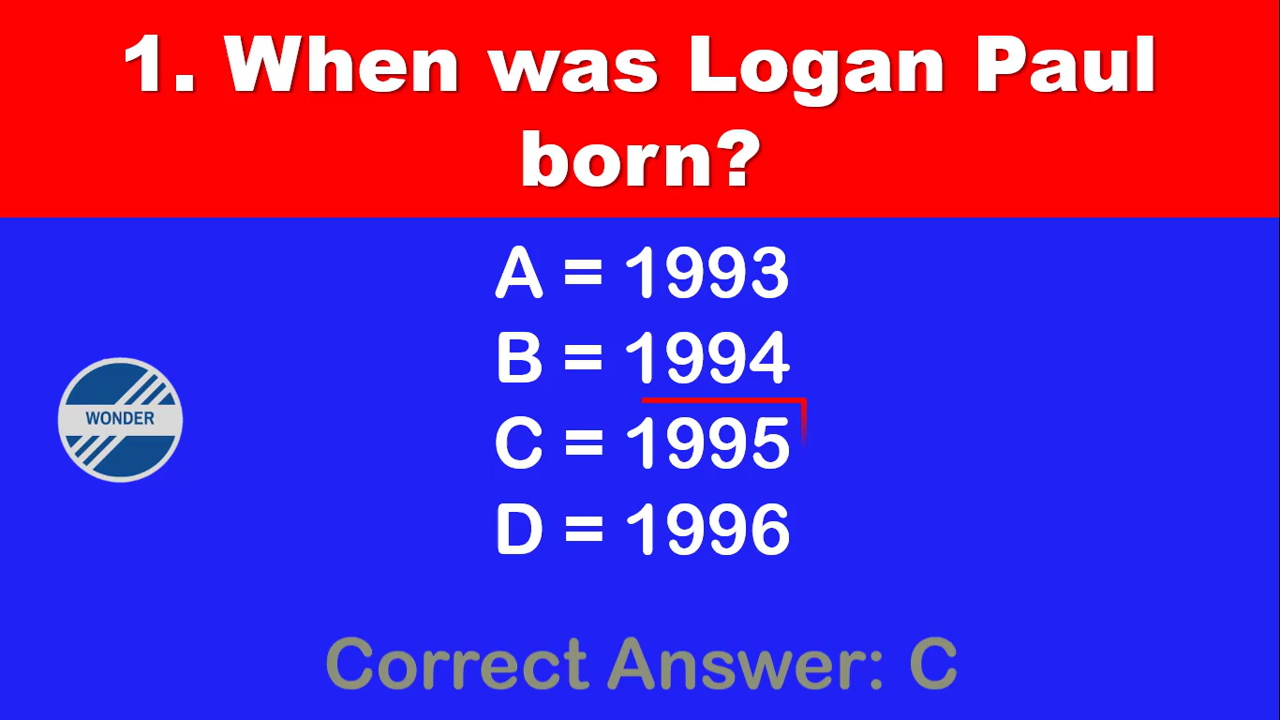 1. When was Logan Paul
born?
A = 1993
B = 1994
C = 1995
D = 1996
WONDER
Correct Answer: C